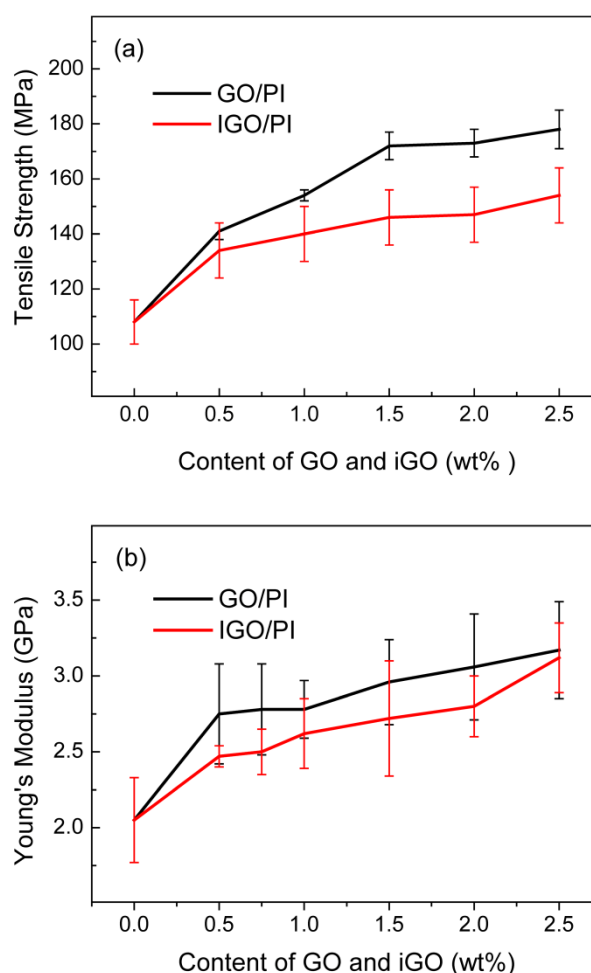 (a)
GO/PI
IGO/PI
Tensile Strength (MPa)
200
180
160
140
120
100
0.0 0.5 1.0 1.5 2.0 2.5
Content of GO and iGO (wt% )
(b)
GO/PI
IGO/PI
Young's Modulus (GPa)
3.5
3.0
2.5
2.0
0.0 0.5 1.0 1.5 2.0 2.5
Content of GO and iGO (wt%)